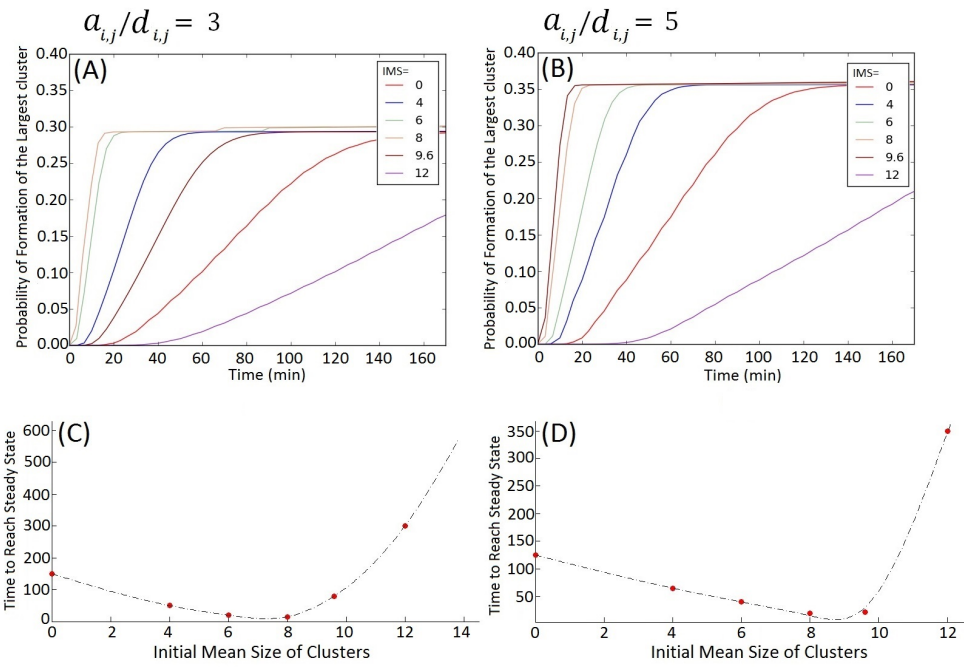 a i,j /d i,j = 3
a i,j /d i,j = 5
(A)
Probability of Formation of the Largest cluster
0.40
0.35
0.30
0.25
0.20
0.15
0.10
0.05
0.00
0 20 40 60 80 100 120 140 160
Time (min)
IMS=
0
4
6
8
9.6
12
(B)
Probability of Formation of the Largest cluster
0.40
0.35
0.30
0.25
0.20
0.15
0.10
0.05
0.00
0 20 40 60 80 100 120 140 160
Time (min)
IMS=
0
4
6
8
9.6
12
(C)
Time to Reach Steady State
600
500
300
400
200
100
0
0 2 4 6 8 10 12 14
Initial Mean Size of Clusters
(D)
Time to Reach Steady State
350
300
250
200
150
100
50
0 2 4 6 8 10 12
Initial Mean Size of Clusters